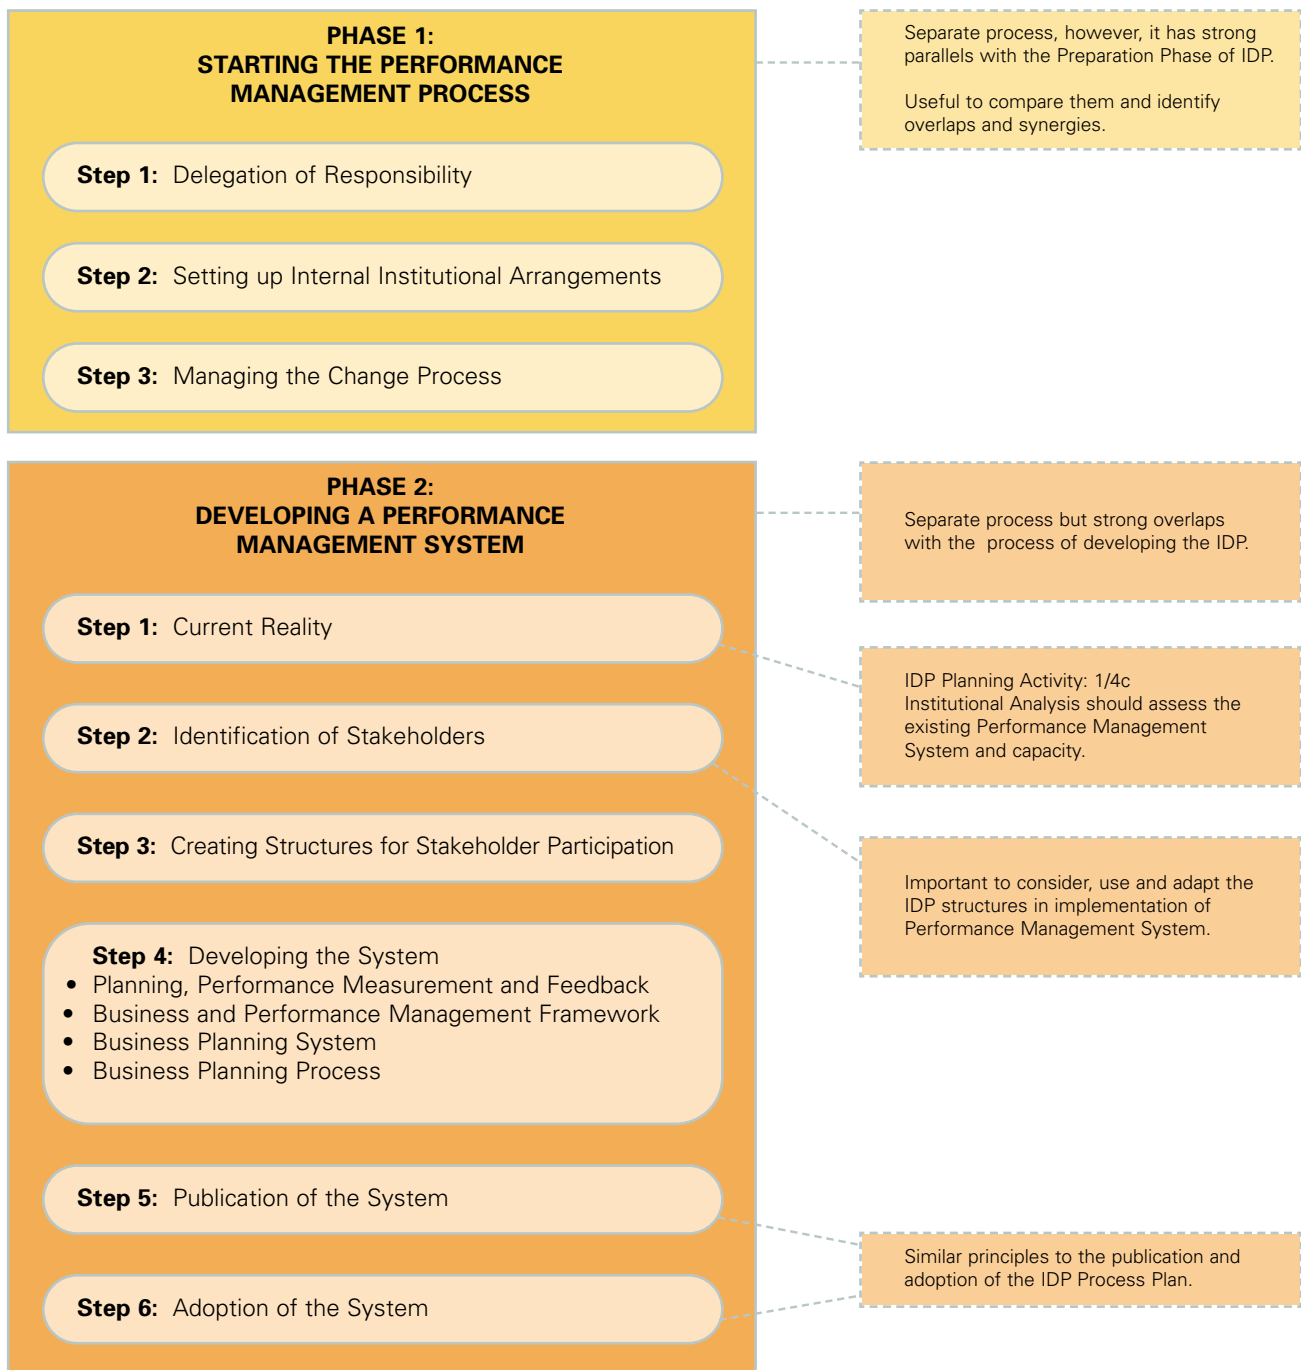 PHASE 1:
STARTING THE PERFORMANCE
MANAGEMENT PROCESS
Step 1: Delegation of Responsibility
Step 2: Setting up Internal Institutional Arrangements
Step 3: Managing the Change Process
Separate process, however, it has strong
parallels with the Preparation Phase of IDP.
Useful to compare them and identify
overlaps and synergies.
PHASE 2:
DEVELOPING A PERFORMANCE
MANAGEMENT SYSTEM
Step 1: Current Reality
Step 2: Identification of Stakeholders
Step 3: Creating Structures for Stakeholder Participation
Step 4: Developing the System
• Planning, Performance Measurement and Feedback
• Business and Performance Management Framework
• Business Planning System
• Business Planning Process
Step 5: Publication of the System
Step 6: Adoption of the System
Separate process but strong overlaps
with the process of developing the IDP.
IDP Planning Activity: 1/4c
Institutional Analysis should assess the
existing Performance Management
System and capacity.
Important to consider, use and adapt the
IDP structures in implementation of
Performance Management System.
Similar principles to the publication and
adoption of the IDP Process Plan.